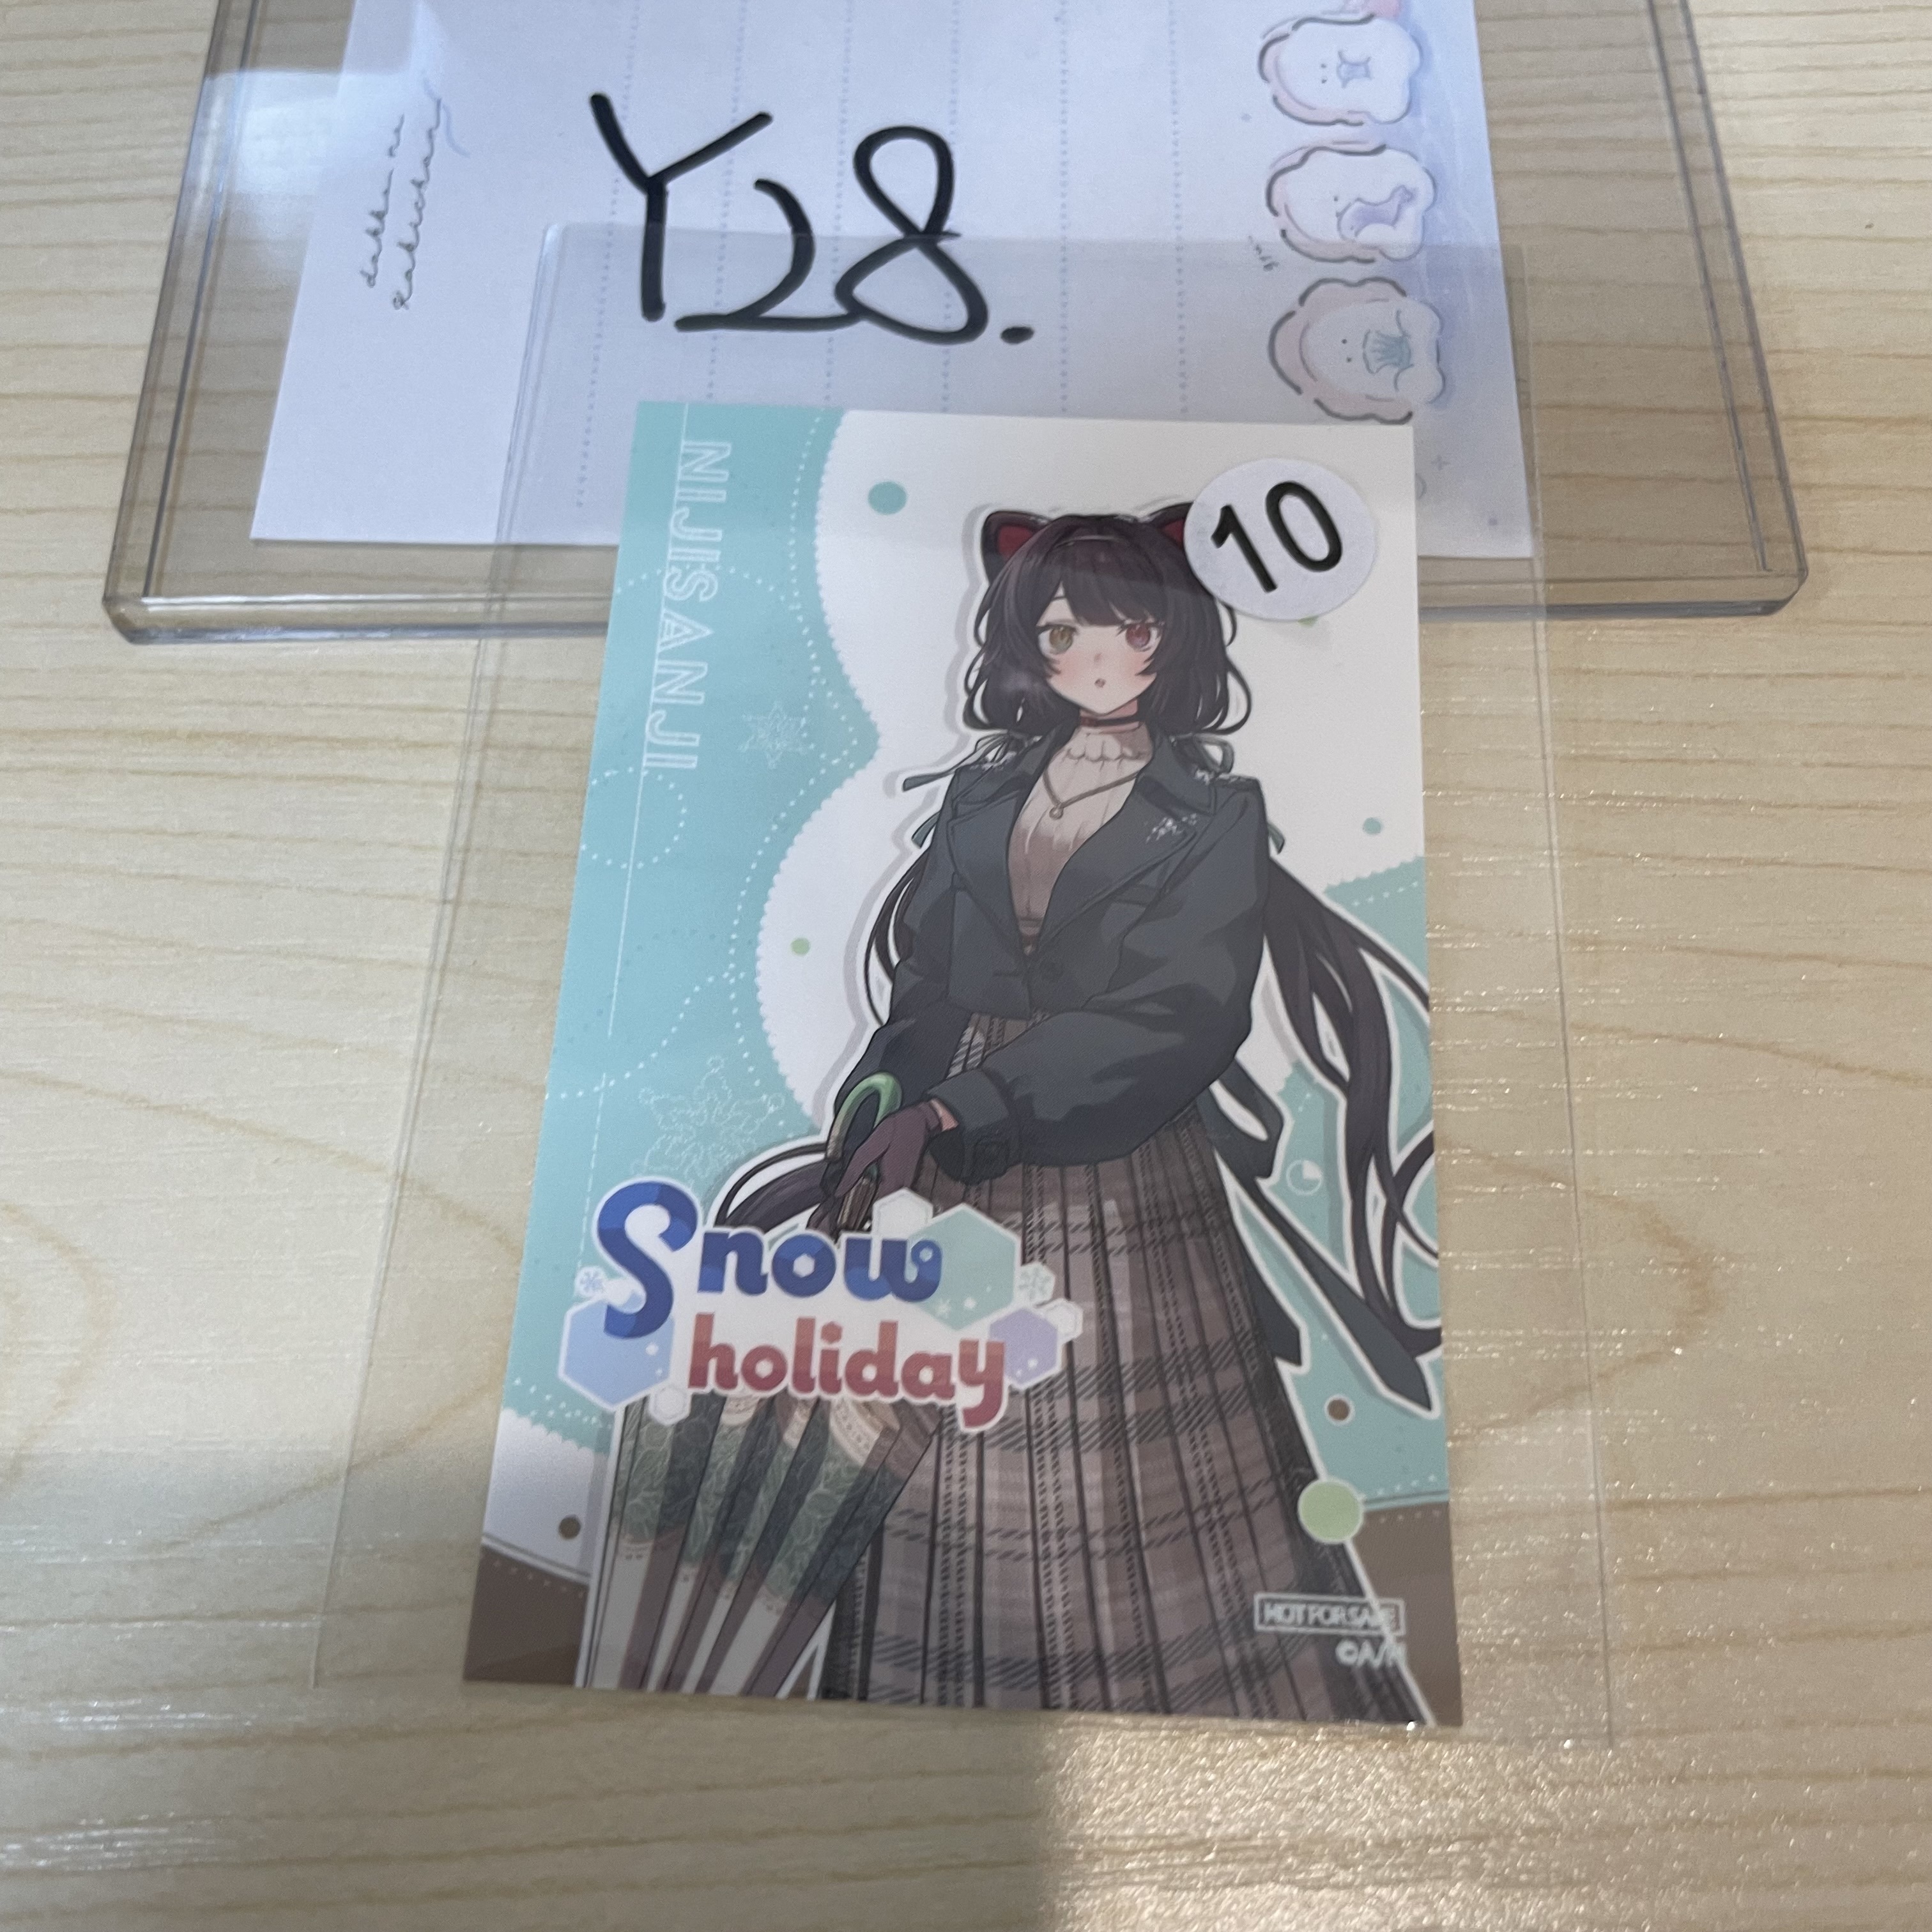 Y28.
10
NIJISANJI
Snow
holiday
NOT FOR SALE